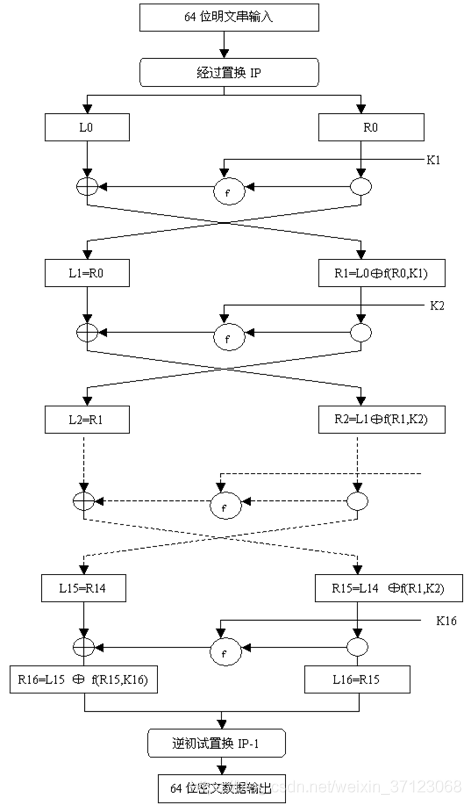 64 位明文串输入
经过置换 IP
L0
R0
K1
f
L1=R0
R1=L0⊕f(R0,K1)
K2
f
L2=R1
R2=L1⊕f(R1,K2)
f
L15=R14
R15=L14 ⊕f(R1,K2)
K16
f
R16=L15 ⊕ f(R15,K16)
L16=R15
逆初试置换 IP-1
64 位密文数据输出
csdn.net/weixin_37123068